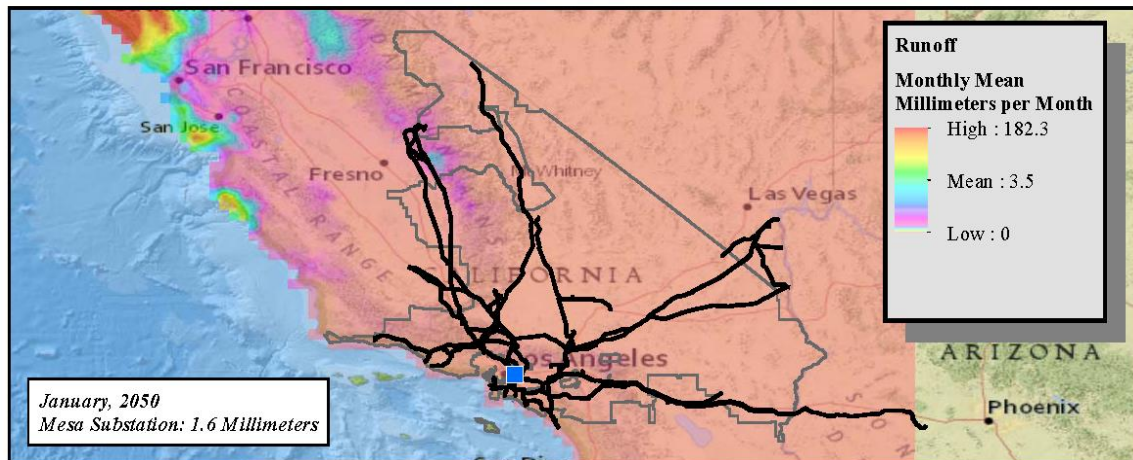 San Francisco
San Jose
COASTAL RANGE
Fresno
Whitney
Las Vegas
CALIFORNIA
Los Angeles
ARIZONA
Phoenix
Runoff
Monthly Mean
Millimeters per Month
High : 182.3
Mean : 3.5
Low : 0
January, 2050
Mesa Substation: 1.6 Millimeters